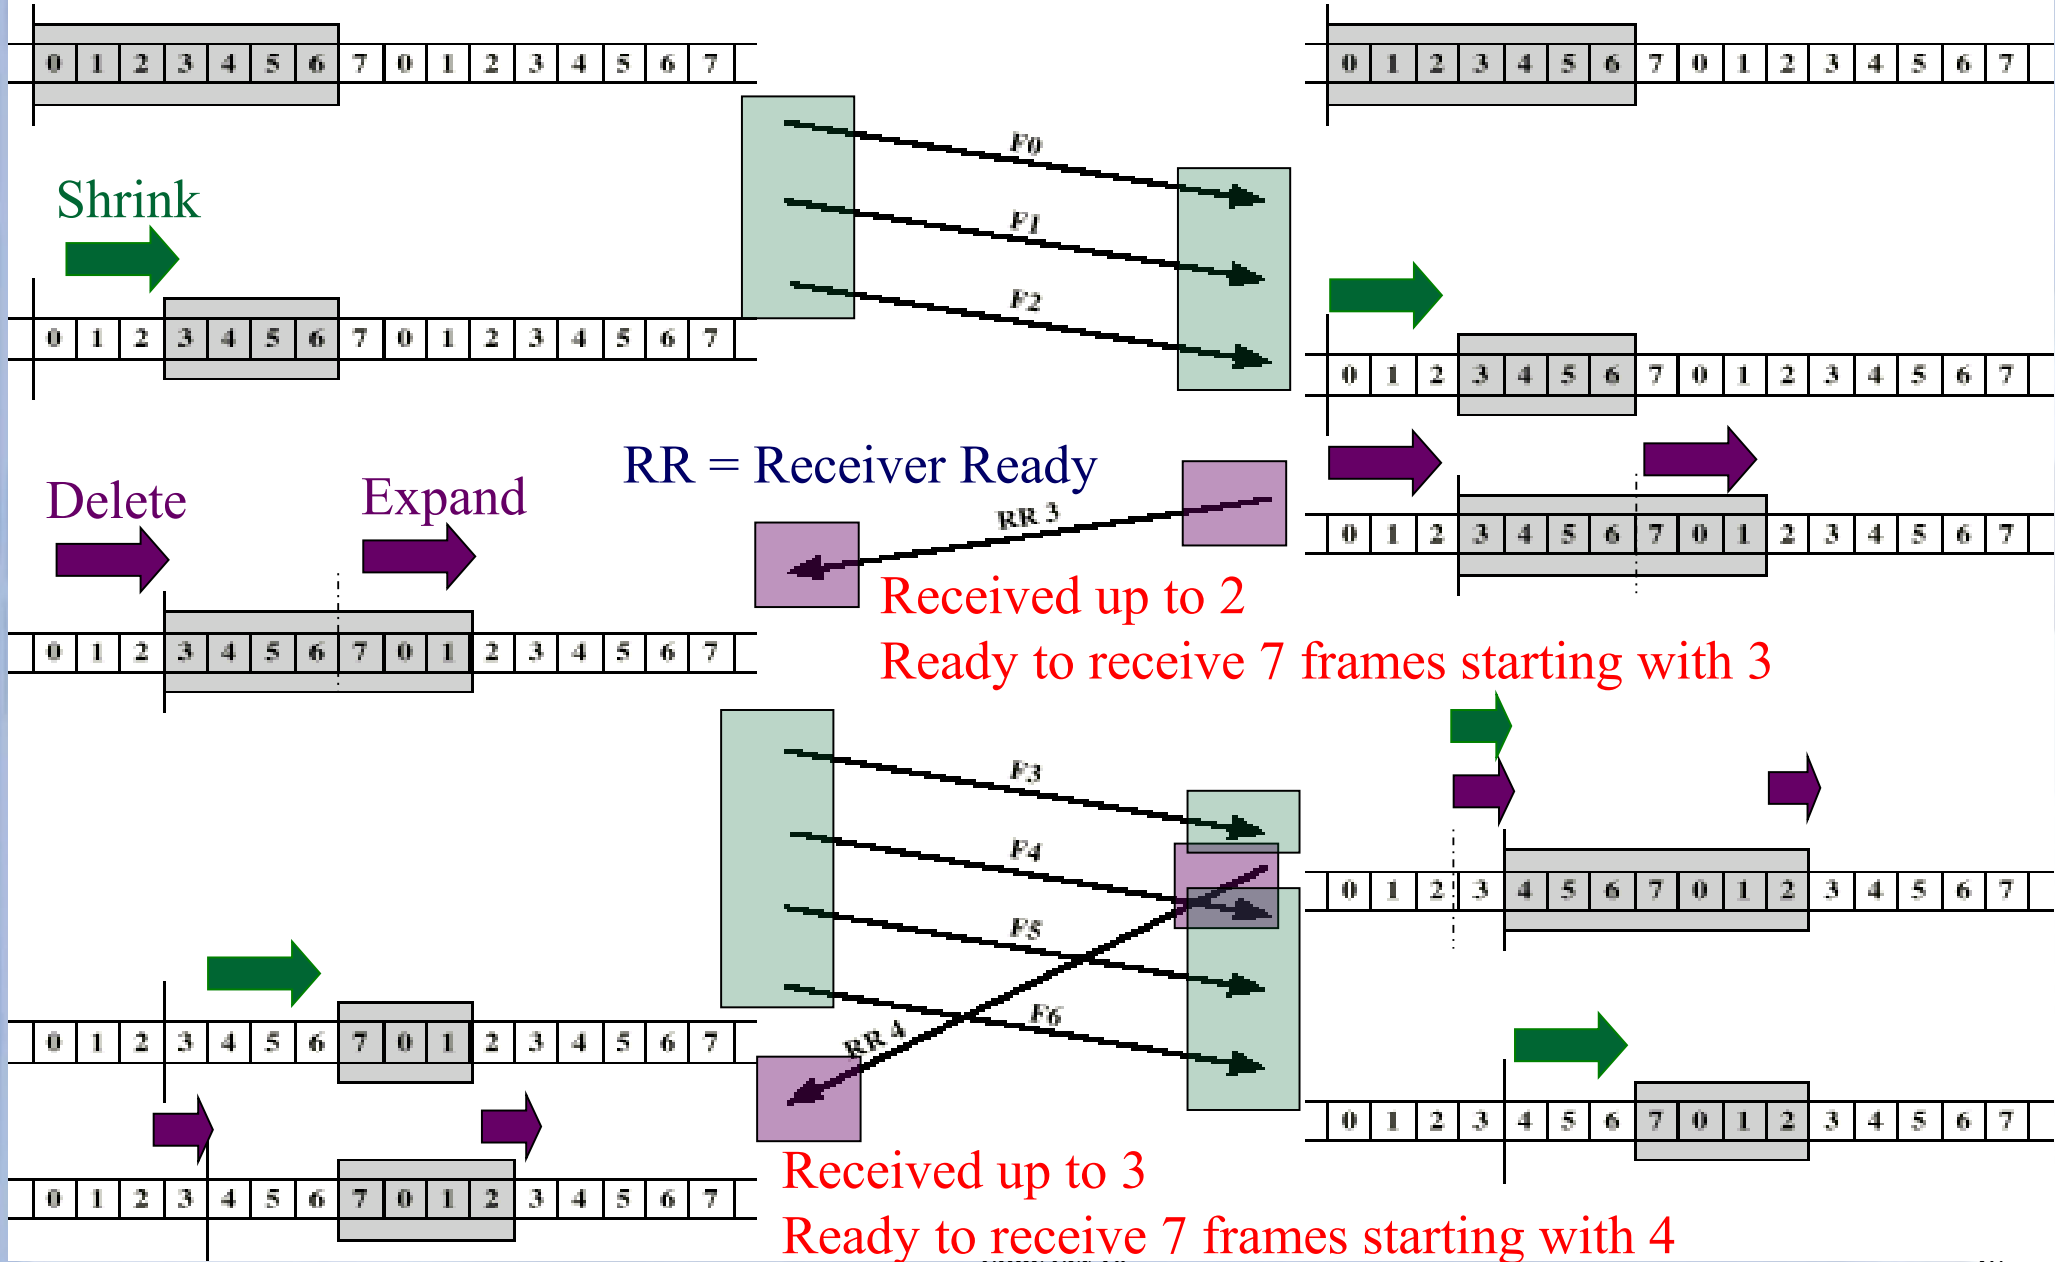 0 1 2 3 4 5 6 7 0 1 2 3 4 5 6 7
0 1 2 3 4 5 6 7 0 1 2 3 4 5 6 7
F0
Shrink
F1
F2
0 1 2 3 4 5 6 7 0 1 2 3 4 5 6 7
0 1 2 3 4 5 6 7 0 1 2 3 4 5 6 7
RR = Receiver Ready
Delete
Expand
RR 3
0 1 2 3 4 5 6 7 0 1 2 3 4 5 6 7
Received up to 2
0 1 2 3 4 5 6 7 0 1 2 3 4 5 6 7
Ready to receive 7 frames starting with 3
F3
F4
0 1 2 3 4 5 6 7 0 1 2 3 4 5 6 7
F5
F6
RR 4
0 1 2 3 4 5 6 7 0 1 2 3 4 5 6 7
0 1 2 3 4 5 6 7 0 1 2 3 4 5 6 7
Received up to 3
0 1 2 3 4 5 6 7 0 1 2 3 4 5 6 7
Ready to receive 7 frames starting with 4